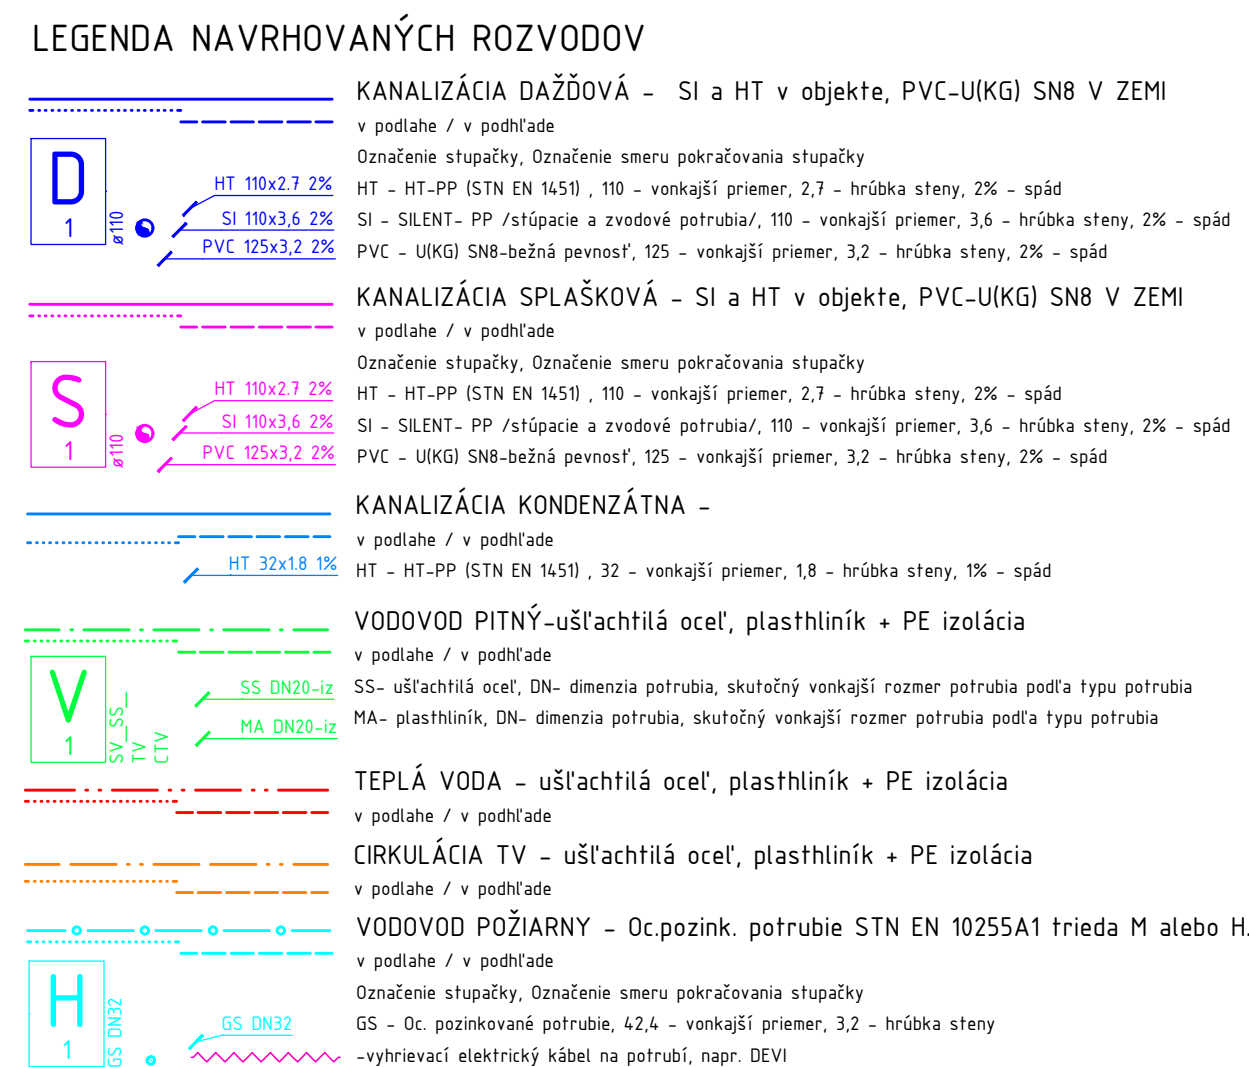 LEGENDA NAVRHOVANÝCH ROZVODOV
KANALIZÁCIA DAŽĎOVÁ - SI a HT v objekte, PVC-U(KG) SN8 V ZEMI
v podlahe / v podhľade
Označenie stupačky, Označenie smeru pokračovania stupačky
D
1
ø110
HT 110x2.7 2%
HT - HT-PP (STN EN 1451) , 110 - vonkajší priemer, 2,7 - hrúbka steny, 2% - spád
SI 110x3,6 2%
SI - SILENT- PP /stúpacie a zvodové potrubia/, 110 - vonkajší priemer, 3,6 - hrúbka steny, 2% - spád
PVC 125x3,2 2%
PVC - U(KG) SN8-bežná pevnosť, 125 - vonkajší priemer, 3,2 - hrúbka steny, 2% - spád
KANALIZÁCIA SPLAŠKOVÁ - SI a HT v objekte, PVC-U(KG) SN8 V ZEMI
v podlahe / v podhľade
Označenie stupačky, Označenie smeru pokračovania stupačky
S
1
ø110
HT 110x2.7 2%
HT - HT-PP (STN EN 1451) , 110 - vonkajší priemer, 2,7 - hrúbka steny, 2% - spád
SI 110x3,6 2%
SI - SILENT- PP /stúpacie a zvodové potrubia/, 110 - vonkajší priemer, 3,6 - hrúbka steny, 2% - spád
PVC 125x3,2 2%
PVC - U(KG) SN8-bežná pevnosť, 125 - vonkajší priemer, 3,2 - hrúbka steny, 2% - spád
KANALIZÁCIA KONDENZÁTNA -
v podlahe / v podhľade
HT 32x1.8 1%
HT - HT-PP (STN EN 1451) , 32 - vonkajší priemer, 1,8 - hrúbka steny, 1% - spád
VODOVOD PITNÝ-ušľachtilá oceľ, plasthliník + PE izolácia
v podlahe / v podhľade
V
1
SV_SS_
TV
CTV
SS DN20-iz
SS- ušľachtilá oceľ, DN- dimenzia potrubia, skutočný vonkajší rozmer potrubia podľa typu potrubia
MA DN20-iz
MA- plasthliník, DN- dimenzia potrubia, skutočný vonkajší rozmer potrubia podľa typu potrubia
TEPLÁ VODA - ušľachtilá oceľ, plasthliník + PE izolácia
v podlahe / v podhľade
CIRKULÁCIA TV - ušľachtilá oceľ, plasthliník + PE izolácia
v podlahe / v podhľade
VODOVOD POŽIARNY - Oc.pozink. potrubie STN EN 10255A1 trieda M alebo H.
v podlahe / v podhľade
Označenie stupačky, Označenie smeru pokračovania stupačky
H
1
GS DN32
GS DN32
GS - Oc. pozinkované potrubie, 42,4 - vonkajší priemer, 3,2 - hrúbka steny
-vyhrievací elektrický kábel na potrubí, napr. DEVI